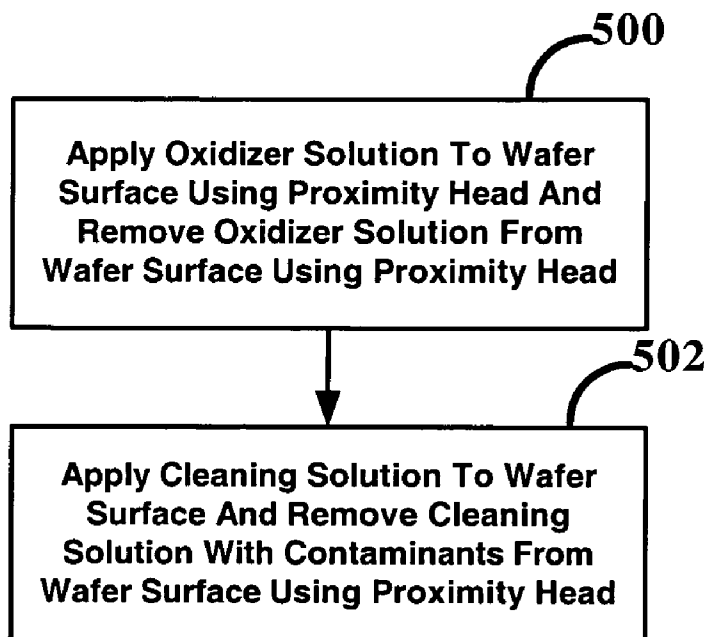 500
Apply Oxidizer Solution To Wafer
Surface Using Proximity Head And
Remove Oxidizer Solution From
Wafer Surface Using Proximity Head
502
Apply Cleaning Solution To Wafer
Surface And Remove Cleaning
Solution With Contaminants From
Wafer Surface Using Proximity Head